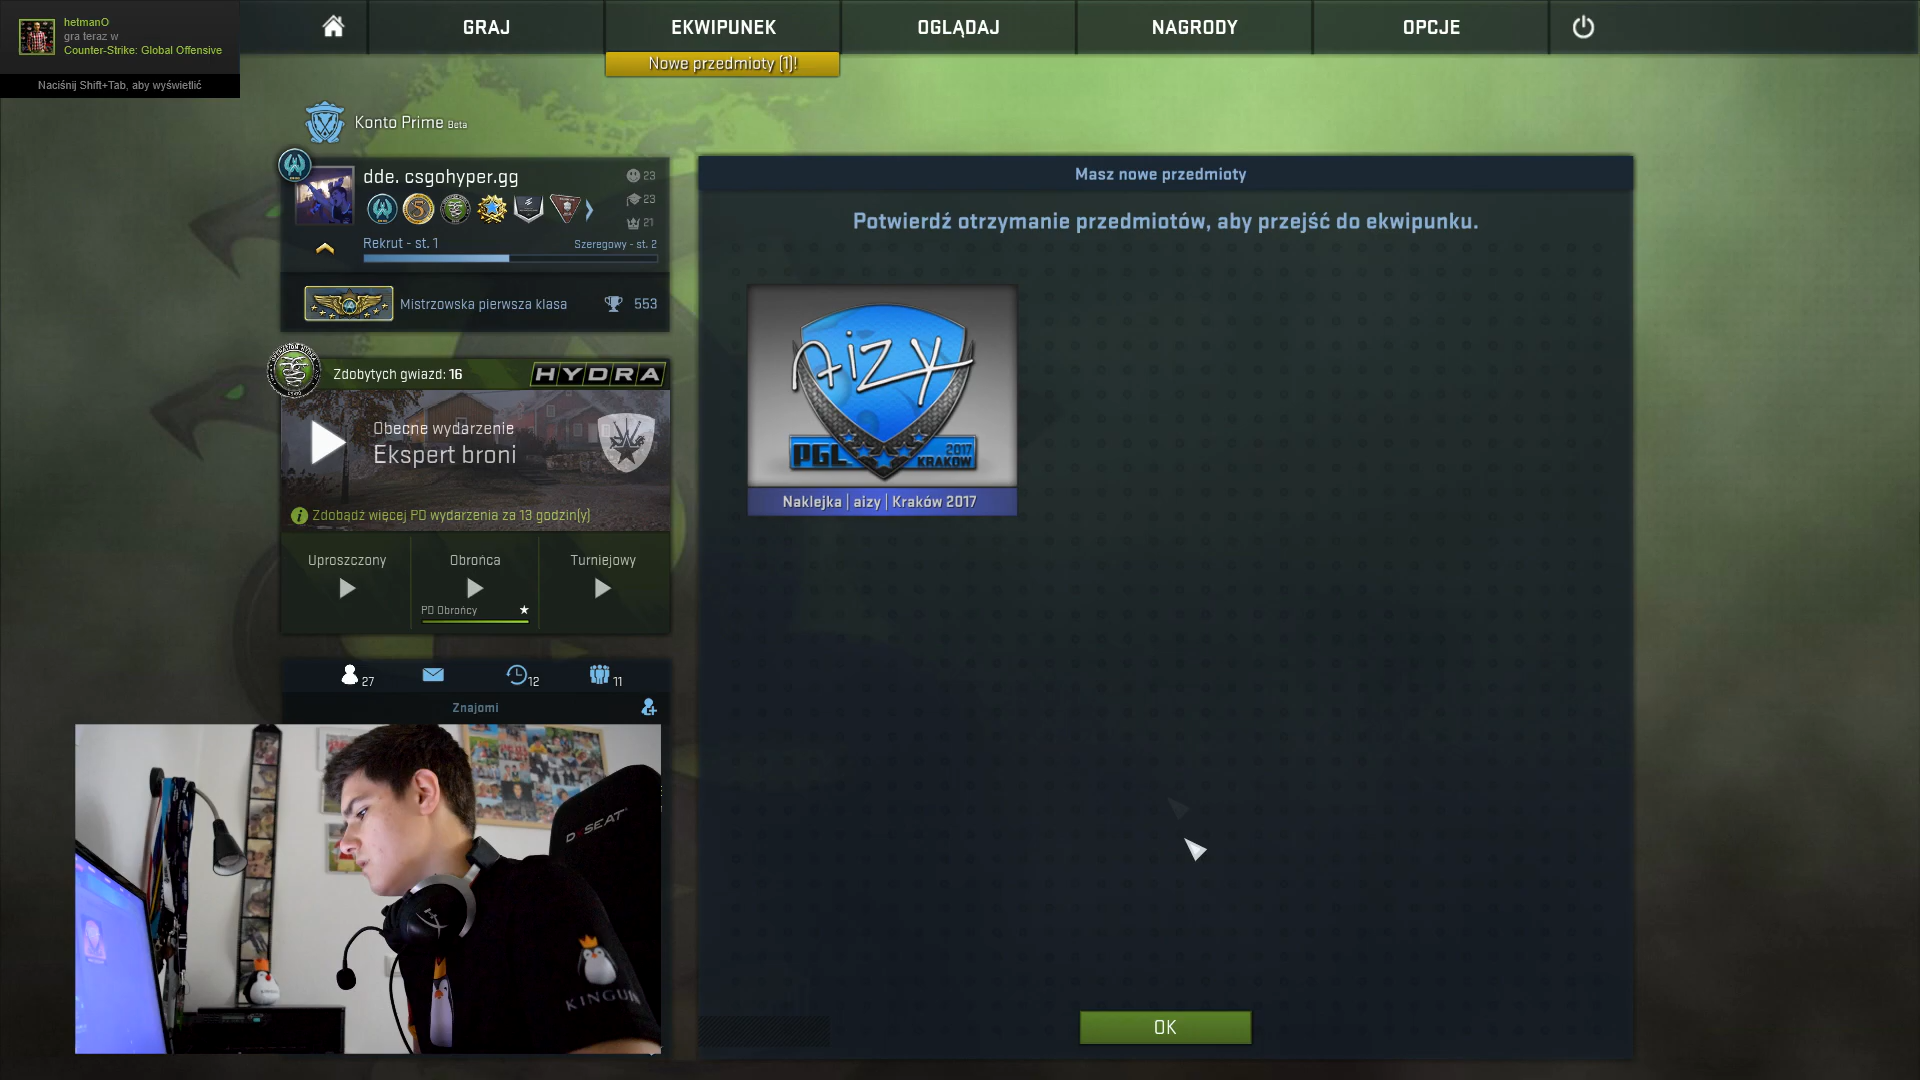 hetmanO
gra teraz w
Counter-Strike: Global Offensive
Naciśnij Shift+Tab, aby wyświetlić
GRAJ
EKWIPUNEK
OGLĄDAJ
NAGRODY
OPCJE
Nowe przedmioty (1)!
Konto Prime Beta
dde. csgohyper.gg
23
23
21
Rekrut - st. 1
Szeregowy - st. 2
Mistrzowska pierwsza klasa
553
Zdobytych gwiazd: 16
HYDRA
Obecne wydarzenie
Ekspert broni
Zdobądź więcej PD wydarzenia za 13 godzin(y)
Uproszczony
Obrońca
Turniejowy
PD Obrońcy
27
12
11
Znajomi
Masz nowe przedmioty
Potwierdź otrzymanie przedmiotów, aby przejść do ekwipunku.
aizy
PGL
2017
KRAKOW
Naklejka | aizy | Kraków 2017
OK
DXSEAT
KINGUIN